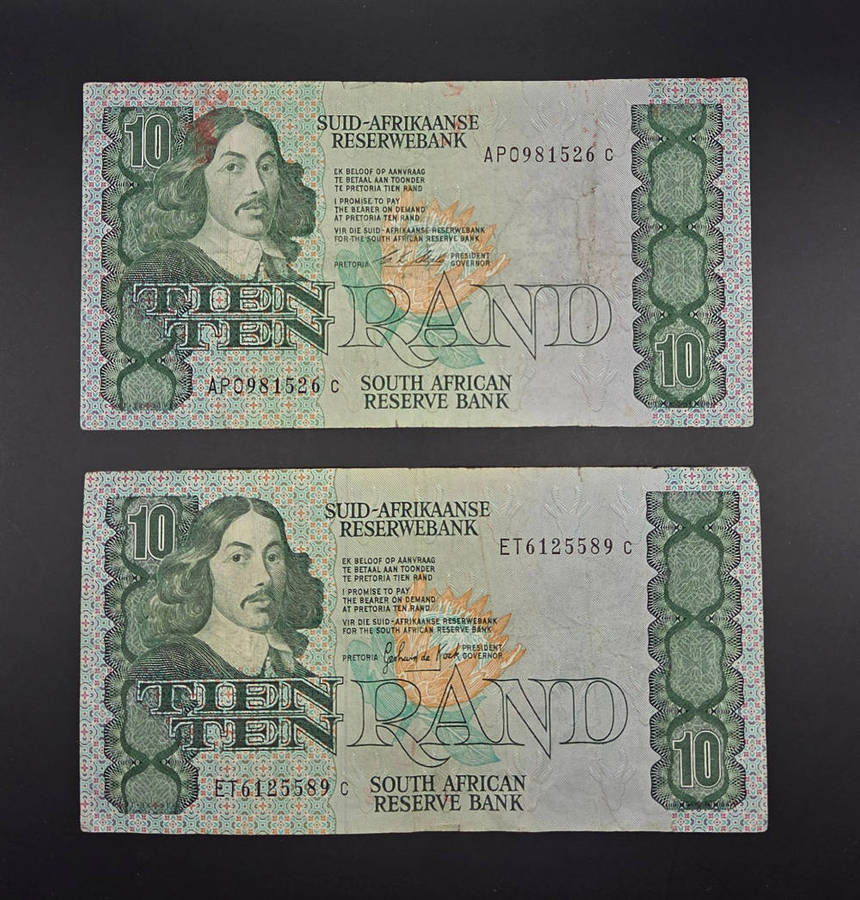 10
SUID-AFRIKAANSE
RESERWEBANK
AP0981526 C
EK BELOOF OP AANVRAAG
TE BETAAL AAN TOONDER
TE PRETORIA TIEN RAND
I PROMISE TO PAY
THE BEARER ON DEMAND
AT PRETORIA TEN RAND
VIR DIE SUID-AFRIKAANSE RESERWEBANK
FOR THE SOUTH AFRICAN RESERVE BANK
PRETORIA PRESIDENT
GOVERNOR
TIEN
TEN RAND
10
AP0981526 C
SOUTH AFRICAN
RESERVE BANK
10
SUID-AFRIKAANSE
RESERWEBANK
ET6125589 C
EK BELOOF OP AANVRAAG
TE BETAAL AAN TOONDER
TE PRETORIA TIEN RAND
I PROMISE TO PAY
THE BEARER ON DEMAND
AT PRETORIA TEN RAND
VIR DIE SUID-AFRIKAANSE RESERWEBANK
FOR THE SOUTH AFRICAN RESERVE BANK
PRETORIA Gerhard de Kock PRESIDENT
GOVERNOR
TIEN
TEN RAND
10
ET6125589 C
SOUTH AFRICAN
RESERVE BANK